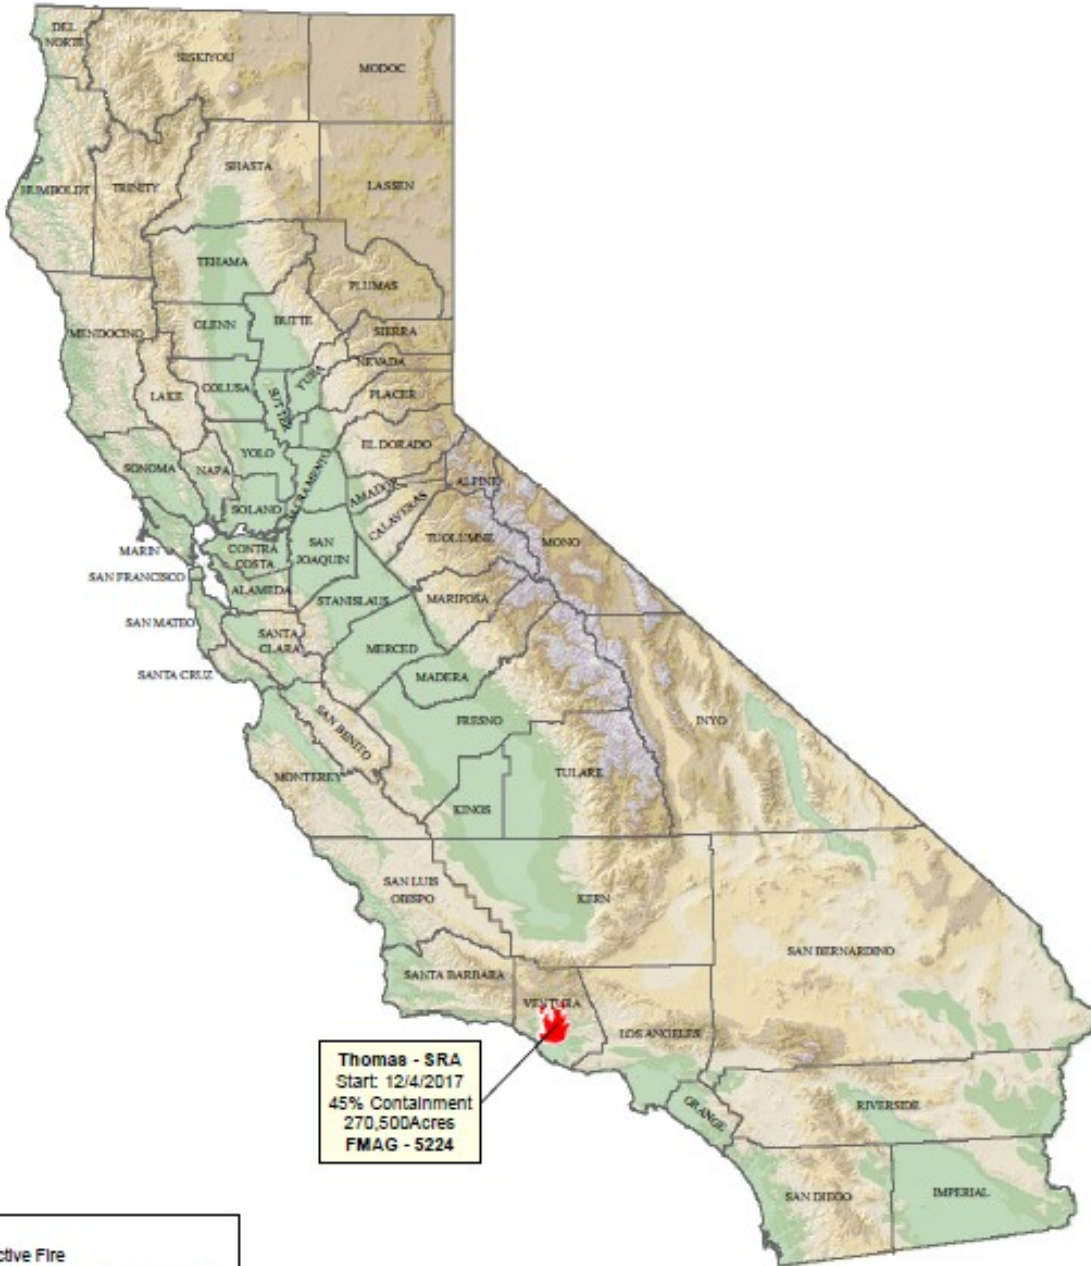 DEL
NORTE
SISKIYOU
MODOC
HUMBOLDT
TRINITY
SHASTA
LASSEN
TEHAMA
PLUMAS
MENDOCINO
GLENN
BUTTE
SIERRA
NEVADA
LAKE
COLUSA
SUTTER
YUBA
PLACER
EL DORADO
SONOMA
NAPA
YOLO
SACRAMENTO
AMADOR
ALPINE
SOLANO
CALAVERAS
TUOLUMNE
MONO
MARIN
CONTRA
COSTA
SAN
JOAQUIN
SAN FRANCISCO
ALAMEDA
STANISLAUS
MARIPOSA
SAN MATEO
SANTA
CLARA
MERCED
SANTA CRUZ
MADERA
SAN BENITO
FRESNO
INYO
MONTEREY
TULARE
KINGS
SAN LUIS
OBISPO
KERN
SAN BERNARDINO
SANTA BARBARA
VENTURA
LOS ANGELES
Thomas - SRA
Start: 12/4/2017
45% Containment
270,500Acres
FMAG - 5224
ORANGE
RIVERSIDE
SAN DIEGO
IMPERIAL
ctive Fire